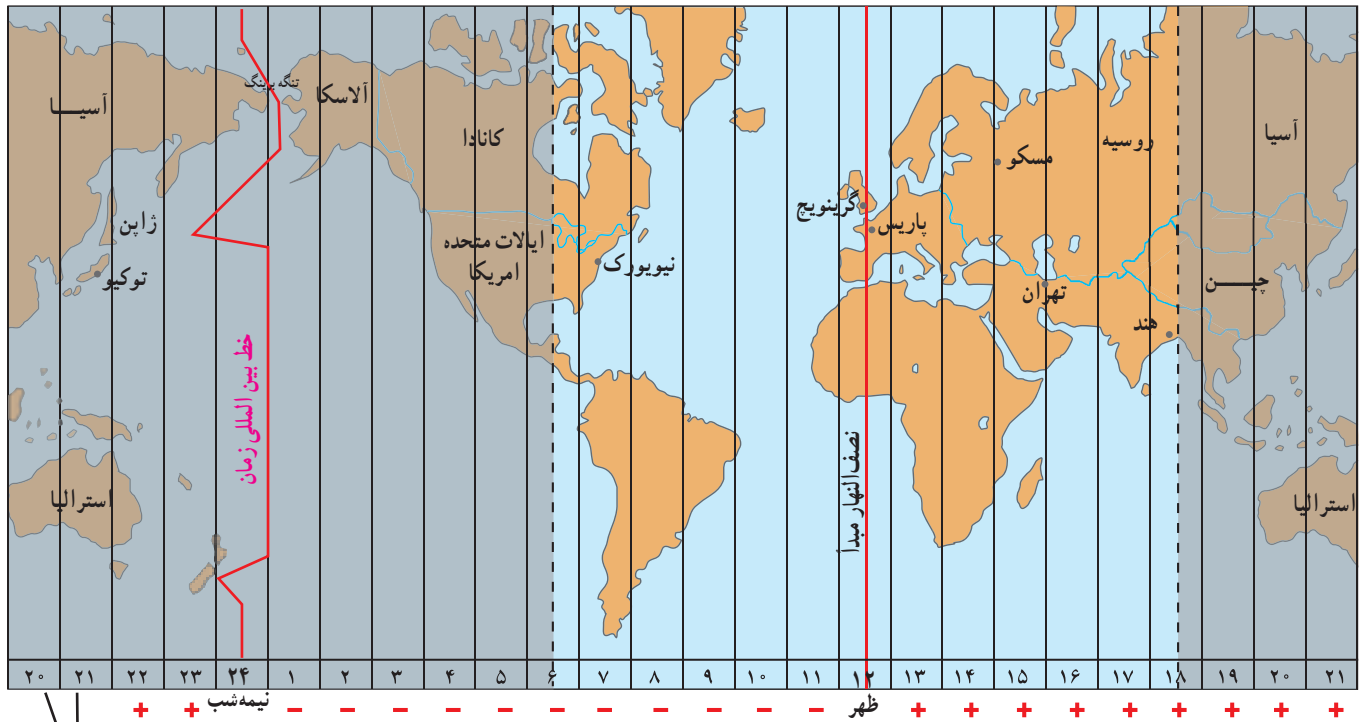 تنگه برینگ
آلاسکا
آسیـــا
کانادا
روسیه
آسیا
مسکو
گرینویچ
پاریس
ژاپن
ایالات متحده
امریکا
نیویورک
توکیو
تهران
چیـــن
هند
خط بین المللی زمان
نصف‌النهار مبدأ
استرالیا
استرالیا
۲۰ ۲۱ ۲۲ ۲۳ ۲۴ ۱ ۲ ۳ ۴ ۵ ۶ ۷ ۸ ۹ ۱۰ ۱۱ ۱۲ ۱۳ ۱۴ ۱۵ ۱۶ ۱۷ ۱۸ ۱۹ ۲۰ ۲۱
+ + نیمه‌شب − − − − − − − − − − − ظهر + + + + + + + + +